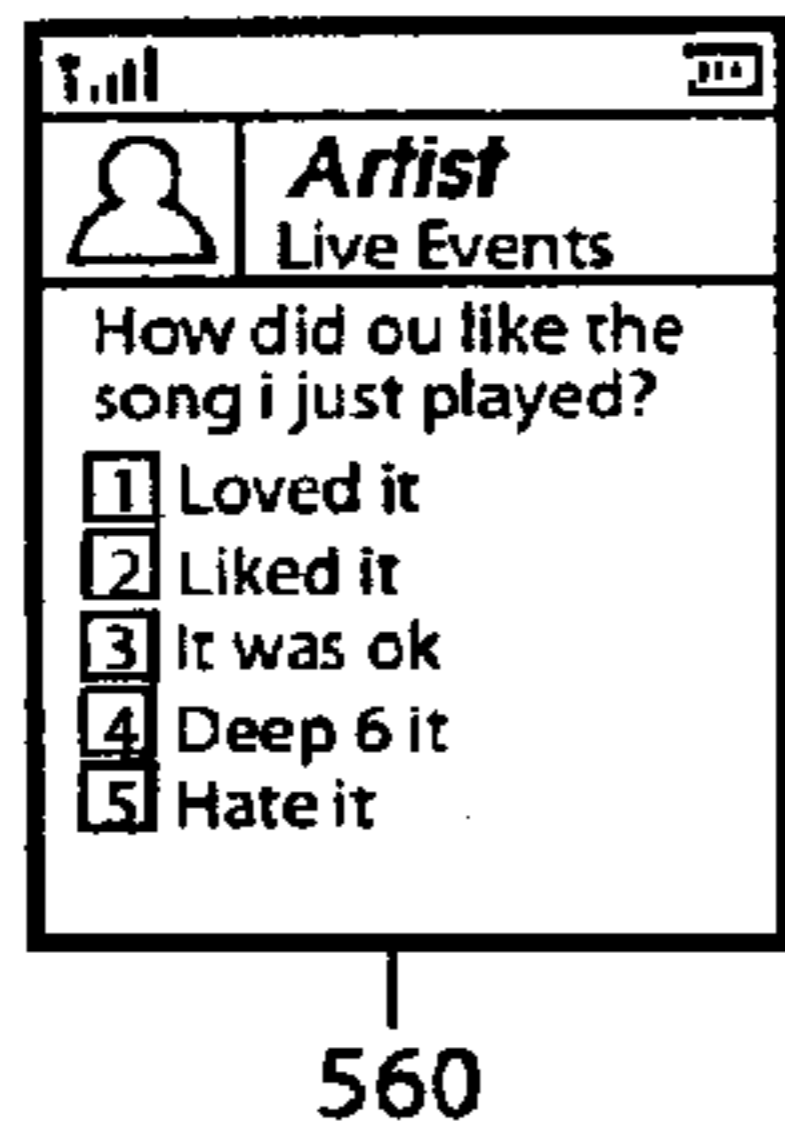 Artist
Live Events
How did ou like the
song i just played?
1 Loved it
2 Liked it
3 It was ok
4 Deep 6 it
5 Hate it
560